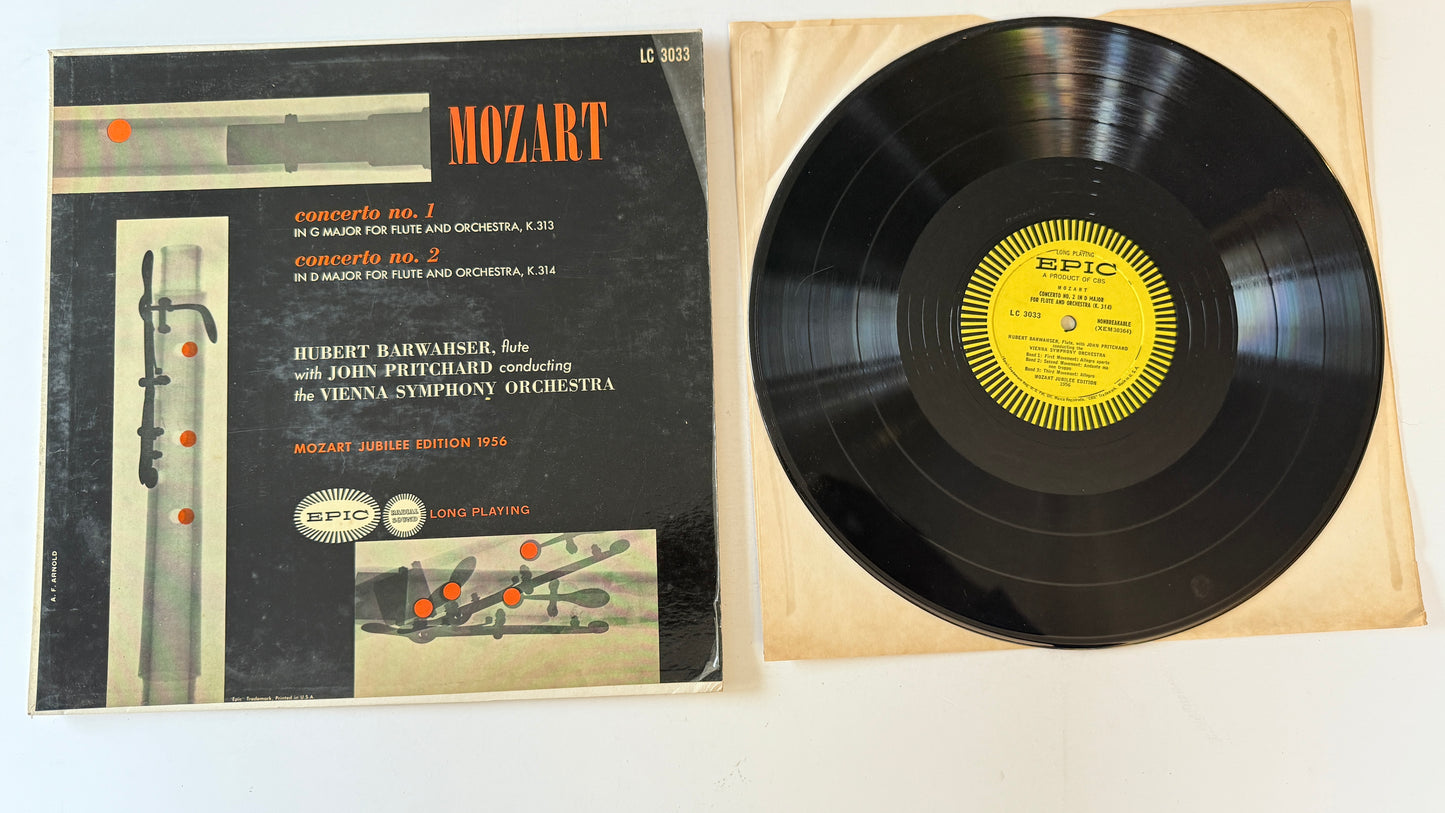 LC 3033
MOZART
concerto no. 1
IN G MAJOR FOR FLUTE AND ORCHESTRA, K.313
concerto no. 2
IN D MAJOR FOR FLUTE AND ORCHESTRA, K.314
HUBERT BARWAHSER, flute
with JOHN PRITCHARD conducting
the VIENNA SYMPHONY ORCHESTRA
MOZART JUBILEE EDITION 1956
EPIC
RADIAL
SOUND
LONG PLAYING
A. F. ARNOLD
"Epic" Trademark. Printed in U.S.A.
LONG PLAYING
EPIC
A PRODUCT OF CBS
MOZART
CONCERTO NO. 2 IN D MAJOR
FOR FLUTE AND ORCHESTRA (K. 314)
LC 3033
NONBREAKABLE
(XEM38364)
HUBERT BARWAHSER, Flute, with JOHN PRITCHARD
conducting the
VIENNA SYMPHONY ORCHESTRA
Band 1: First Movement: Allegro aperto
Band 2: Second Movement: Andante ma
non troppo
Band 3: Third Movement: Allegro
MOZART JUBILEE EDITION
1956